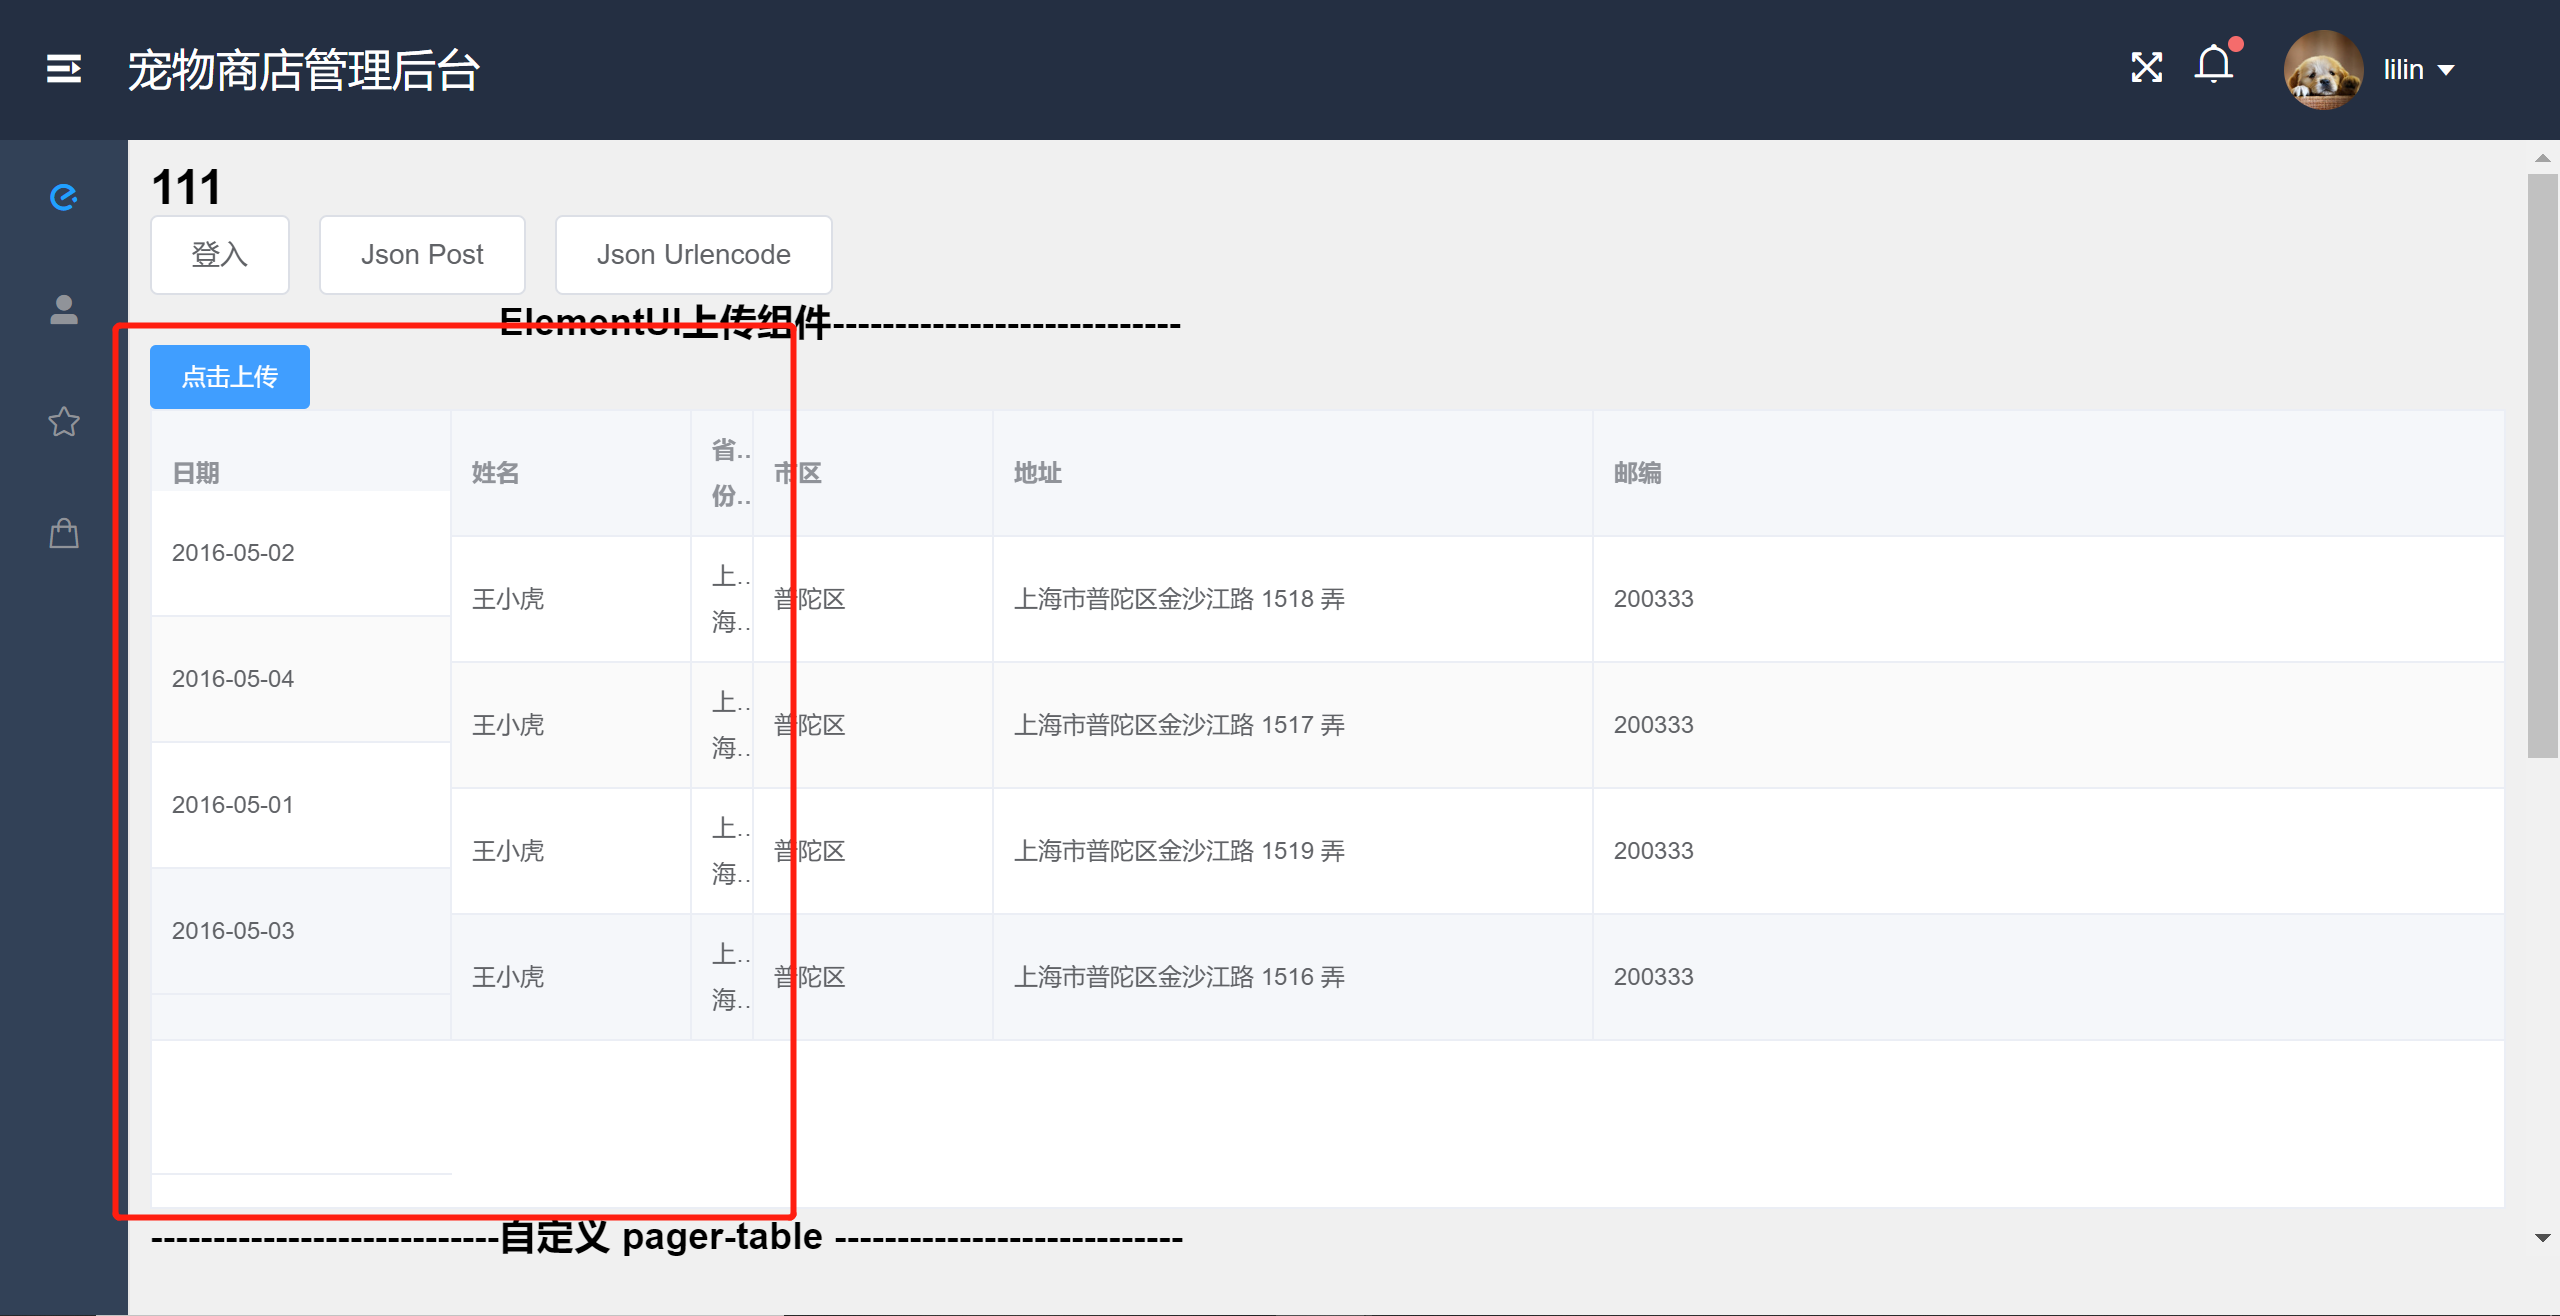 宠物商店管理后台
lilin
111
登入 Json Post Json Urlencode
ElementUI上传组件----------------------------
点击上传
日期 姓名 省.. 份.. 市区 地址 邮编
2016-05-02 王小虎 上.. 海.. 普陀区 上海市普陀区金沙江路 1518 弄 200333
2016-05-04 王小虎 上.. 海.. 普陀区 上海市普陀区金沙江路 1517 弄 200333
2016-05-01 王小虎 上.. 海.. 普陀区 上海市普陀区金沙江路 1519 弄 200333
2016-05-03 王小虎 上.. 海.. 普陀区 上海市普陀区金沙江路 1516 弄 200333
----------------------------自定义 pager-table ----------------------------